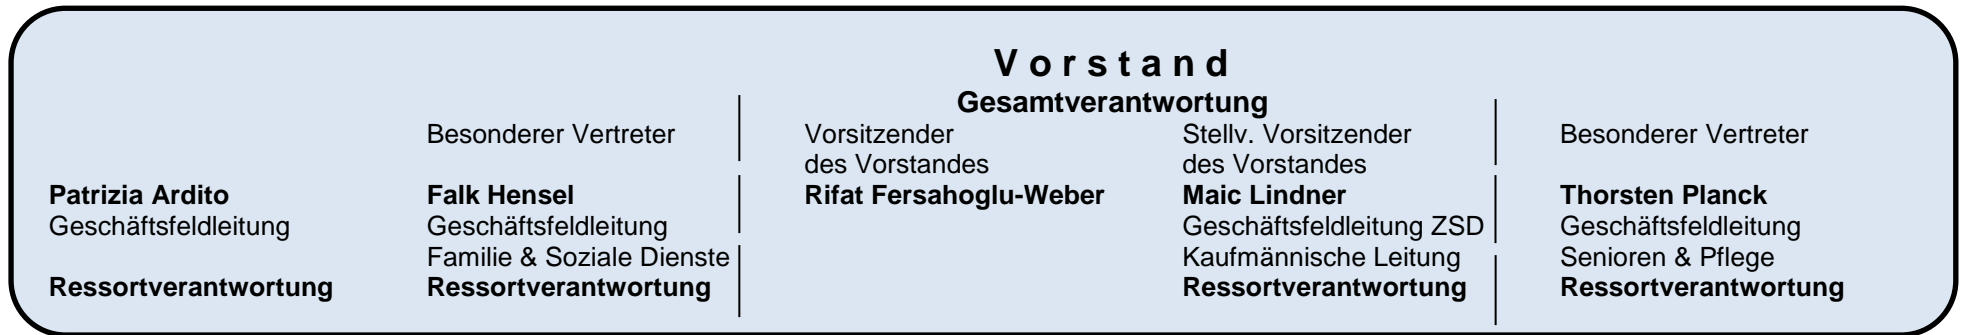 V o r s t a n d
Gesamtverantwortung
Besonderer Vertreter Vorsitzender Stellv. Vorsitzender Besonderer Vertreter
des Vorstandes des Vorstandes
Patrizia Ardito Falk Hensel Rifat Fersahoglu-Weber Maic Lindner Thorsten Planck
Geschäftsfeldleitung Geschäftsfeldleitung Geschäftsfeldleitung ZSD Geschäftsfeldleitung
Familie & Soziale Dienste Kaufmännische Leitung Senioren & Pflege
Ressortverantwortung Ressortverantwortung Ressortverantwortung Ressortverantwortung